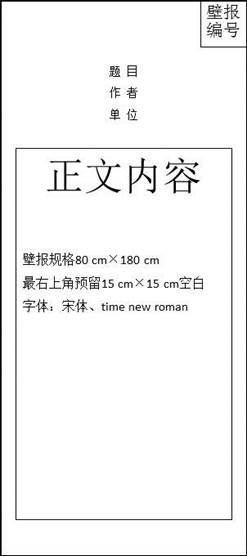 壁报
编号
题 目
作 者
单 位
正文内容
壁报规格80 cm×180 cm
最右上角预留15 cm×15 cm空白
字体：宋体、time new roman